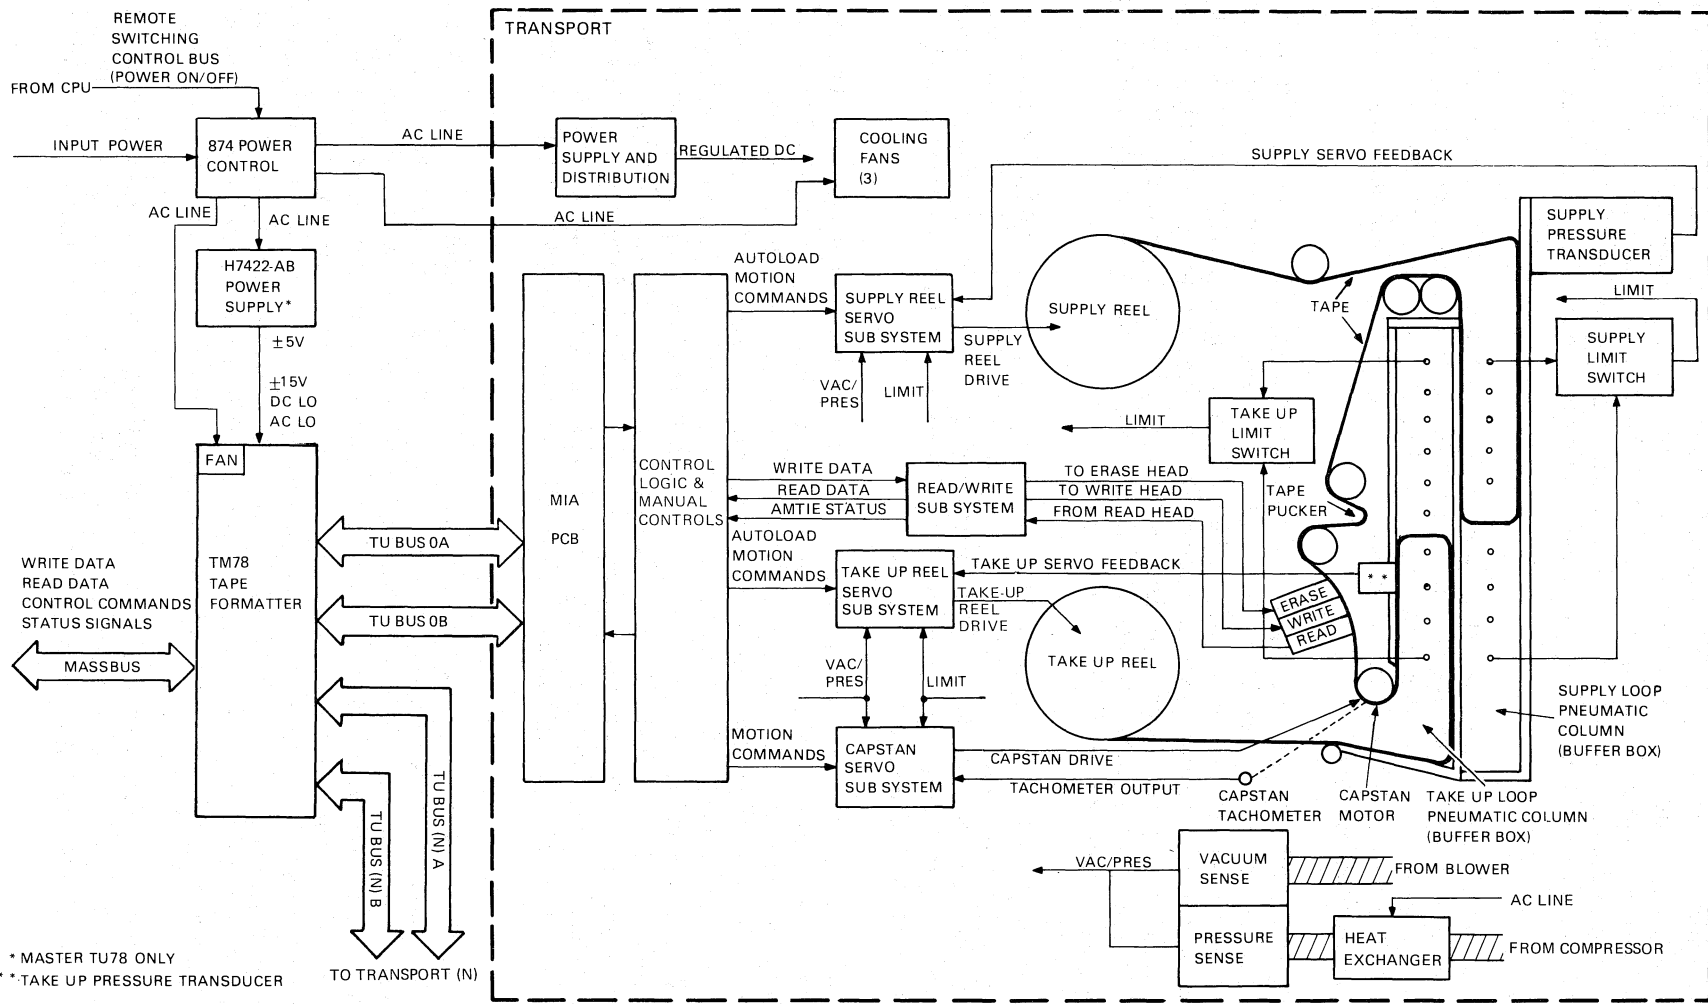 REMOTE
SWITCHING
CONTROL BUS
(POWER ON/OFF)
FROM CPU
INPUT POWER
874 POWER
CONTROL
AC LINE
AC LINE
H7422-AB
POWER
SUPPLY*
±5V
±15V
DC LO
AC LO
FAN
TM78
TAPE
FORMATTER
WRITE DATA
READ DATA
CONTROL COMMANDS
STATUS SIGNALS
MASSBUS
TU BUS 0A
TU BUS 0B
TU BUS (N) A
TU BUS (N) B
TO TRANSPORT (N)
* MASTER TU78 ONLY
* * TAKE UP PRESSURE TRANSDUCER
TRANSPORT
AC LINE
POWER
SUPPLY AND
DISTRIBUTION
REGULATED DC
COOLING
FANS
(3)
AC LINE
MIA
PCB
CONTROL
LOGIC &
MANUAL
CONTROLS
AUTOLOAD
MOTION
COMMANDS
SUPPLY REEL
SERVO
SUB SYSTEM
VAC/
PRES
LIMIT
SUPPLY
REEL
DRIVE
SUPPLY REEL
SUPPLY SERVO FEEDBACK
SUPPLY
PRESSURE
TRANSDUCER
LIMIT
SUPPLY
LIMIT
SWITCH
TAPE
LIMIT
TAKE UP
LIMIT
SWITCH
TAPE
PUCKER
WRITE DATA
READ DATA
AMTIE STATUS
READ/WRITE
SUB SYSTEM
TO ERASE HEAD
TO WRITE HEAD
FROM READ HEAD
AUTOLOAD
MOTION
COMMANDS
TAKE UP REEL
SERVO
SUB SYSTEM
TAKE UP SERVO FEEDBACK
* *
TAKE-UP
REEL
DRIVE
ERASE
WRITE
READ
TAKE UP REEL
VAC/
PRES
LIMIT
MOTION
COMMANDS
CAPSTAN
SERVO
SUB SYSTEM
CAPSTAN DRIVE
TACHOMETER OUTPUT
CAPSTAN
TACHOMETER
CAPSTAN
MOTOR
TAKE UP LOOP
PNEUMATIC COLUMN
(BUFFER BOX)
SUPPLY LOOP
PNEUMATIC
COLUMN
(BUFFER BOX)
VAC/PRES
VACUUM
SENSE
FROM BLOWER
AC LINE
PRESSURE
SENSE
HEAT
EXCHANGER
FROM COMPRESSOR